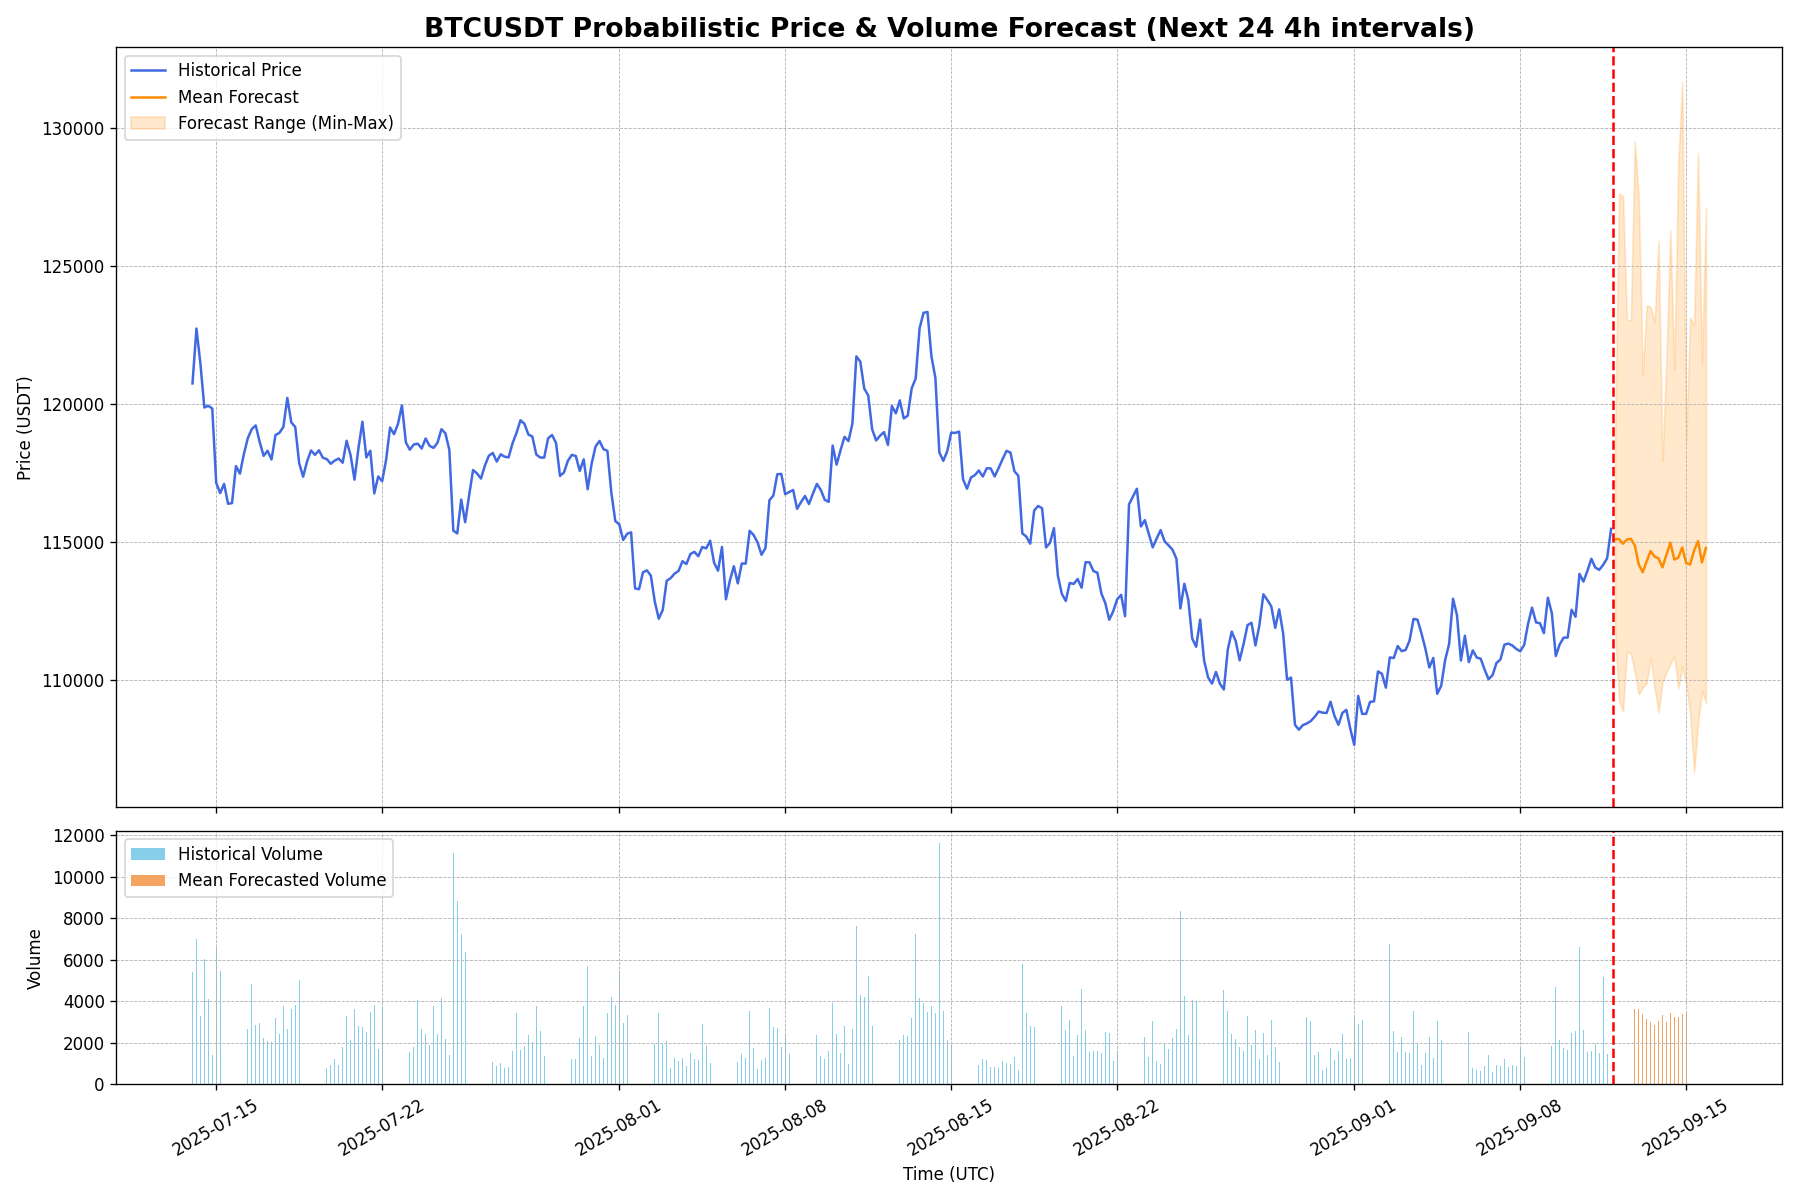 BTCUSDT Probabilistic Price & Volume Forecast (Next 24 4h intervals)
Historical Price
Mean Forecast
Forecast Range (Min-Max)
Price (USDT)
130000
125000
120000
115000
110000
Historical Volume
Mean Forecasted Volume
Volume
12000
10000
8000
6000
4000
2000
0
2025-07-15
2025-07-22
2025-08-01
2025-08-08
2025-08-15
2025-08-22
2025-09-01
2025-09-08
2025-09-15
Time (UTC)